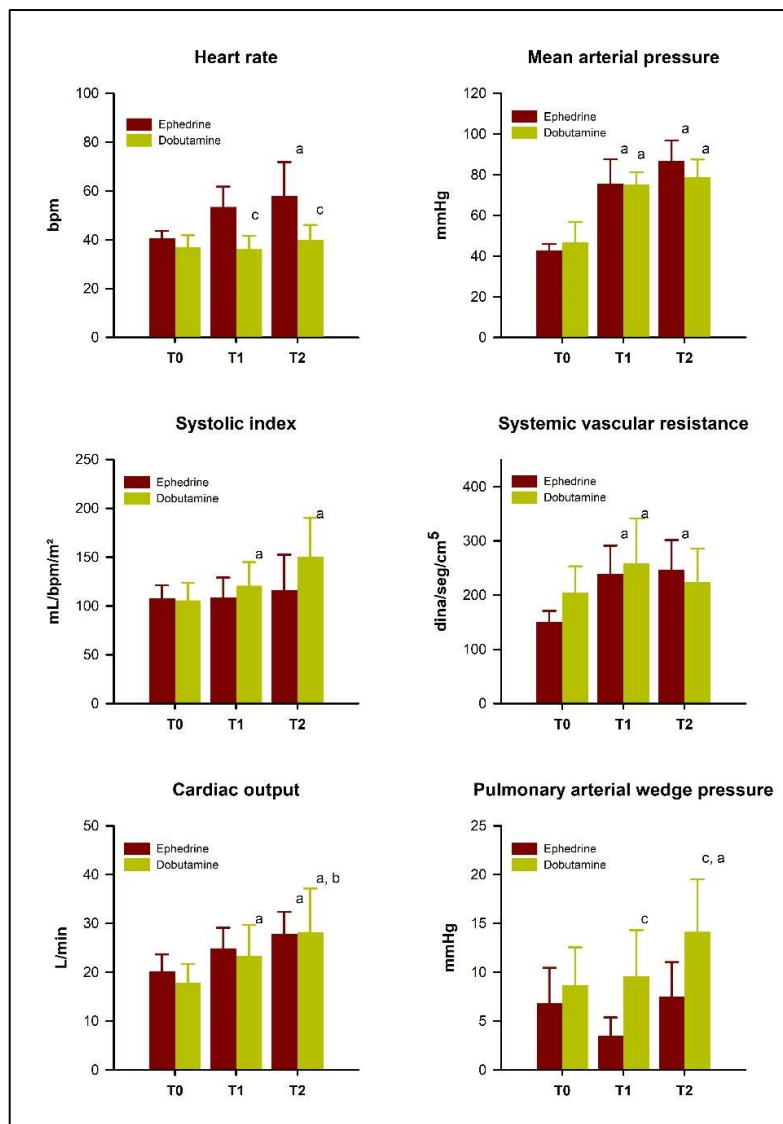 Heart rate
100
80
60
40
20
0
bpm
Ephedrine
Dobutamine
a
c
c
T0
T1
T2
Mean arterial pressure
120
100
80
60
40
20
0
mmHg
Ephedrine
Dobutamine
a
a
a
a
T0
T1
T2
Systolic index
250
200
150
100
50
0
mL/bpm/m²
Ephedrine
Dobutamine
a
a
T0
T1
T2
Systemic vascular resistance
400
300
200
100
0
dina/seg/cm⁵
Ephedrine
Dobutamine
a
a
a
T0
T1
T2
Cardiac output
50
40
30
20
10
0
L/min
Ephedrine
Dobutamine
a
a
a, b
T0
T1
T2
Pulmonary arterial wedge pressure
25
20
15
10
5
0
mmHg
Ephedrine
Dobutamine
c
c, a
T0
T1
T2